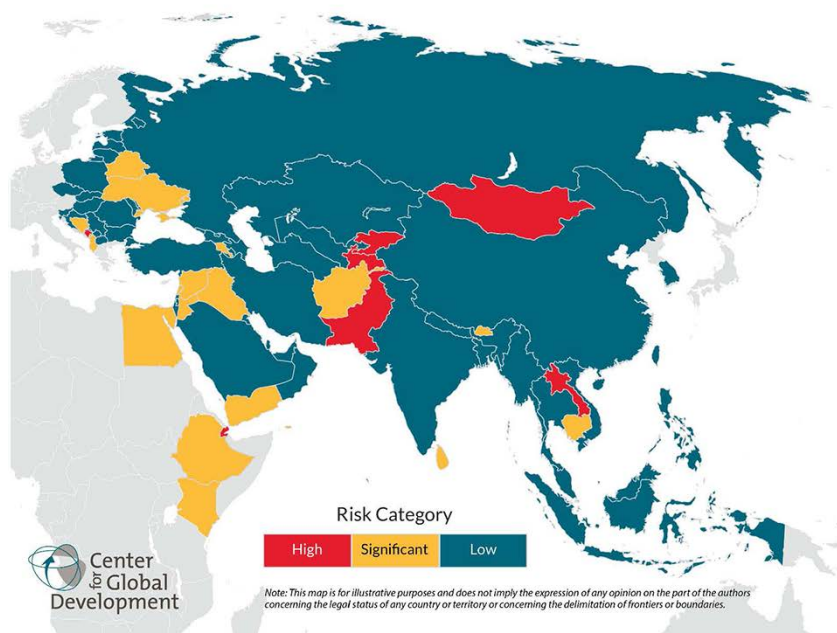 Risk Category
High
Significant
Low
Center
for Global
Development
Note: This map is for illustrative purposes and does not imply the expression of any opinion on the part of the authors
concerning the legal status of any country or territory or concerning the delimitation of frontiers or boundaries.